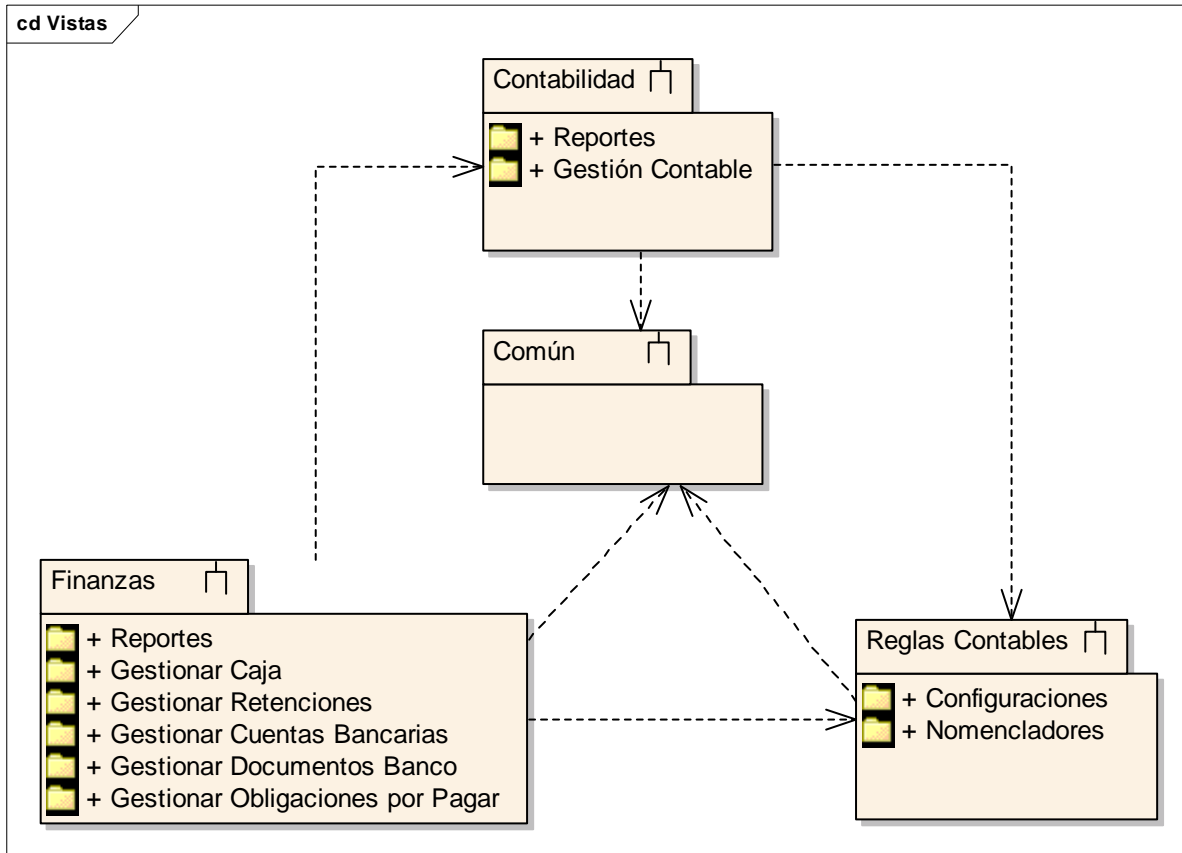 cd Vistas
Contabilidad
+ Reportes
+ Gestión Contable
Común
Finanzas
+ Reportes
+ Gestionar Caja
+ Gestionar Retenciones
+ Gestionar Cuentas Bancarias
+ Gestionar Documentos Banco
+ Gestionar Obligaciones por Pagar
Reglas Contables
+ Configuraciones
+ Nomencladores